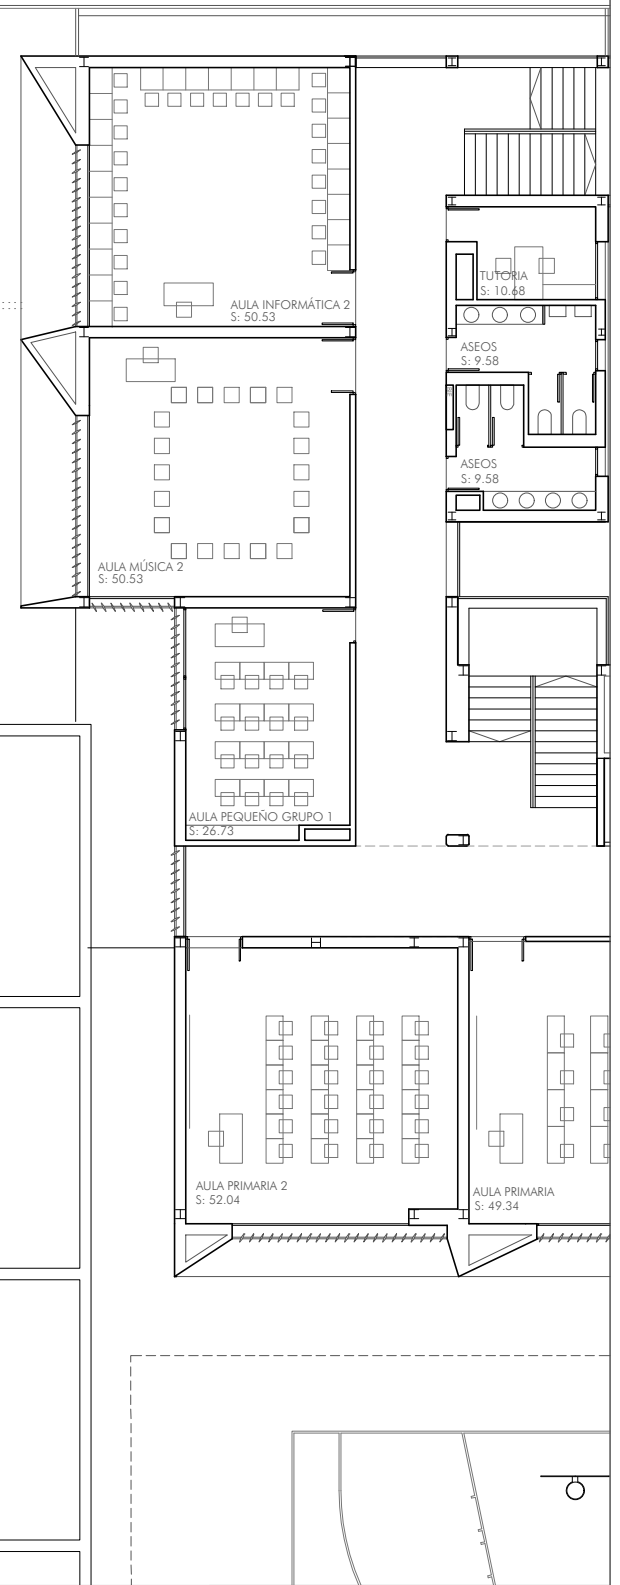 AULA INFORMÁTICA 2
S: 50.53
TUTORIA
S: 10.68
ASEOS
S: 9.58
ASEOS
S: 9.58
AULA MÚSICA 2
S: 50.53
AULA PEQUEÑO GRUPO 1
S: 26.73
AULA PRIMARIA 2
S: 52.04
AULA PRIMARIA
S: 49.34